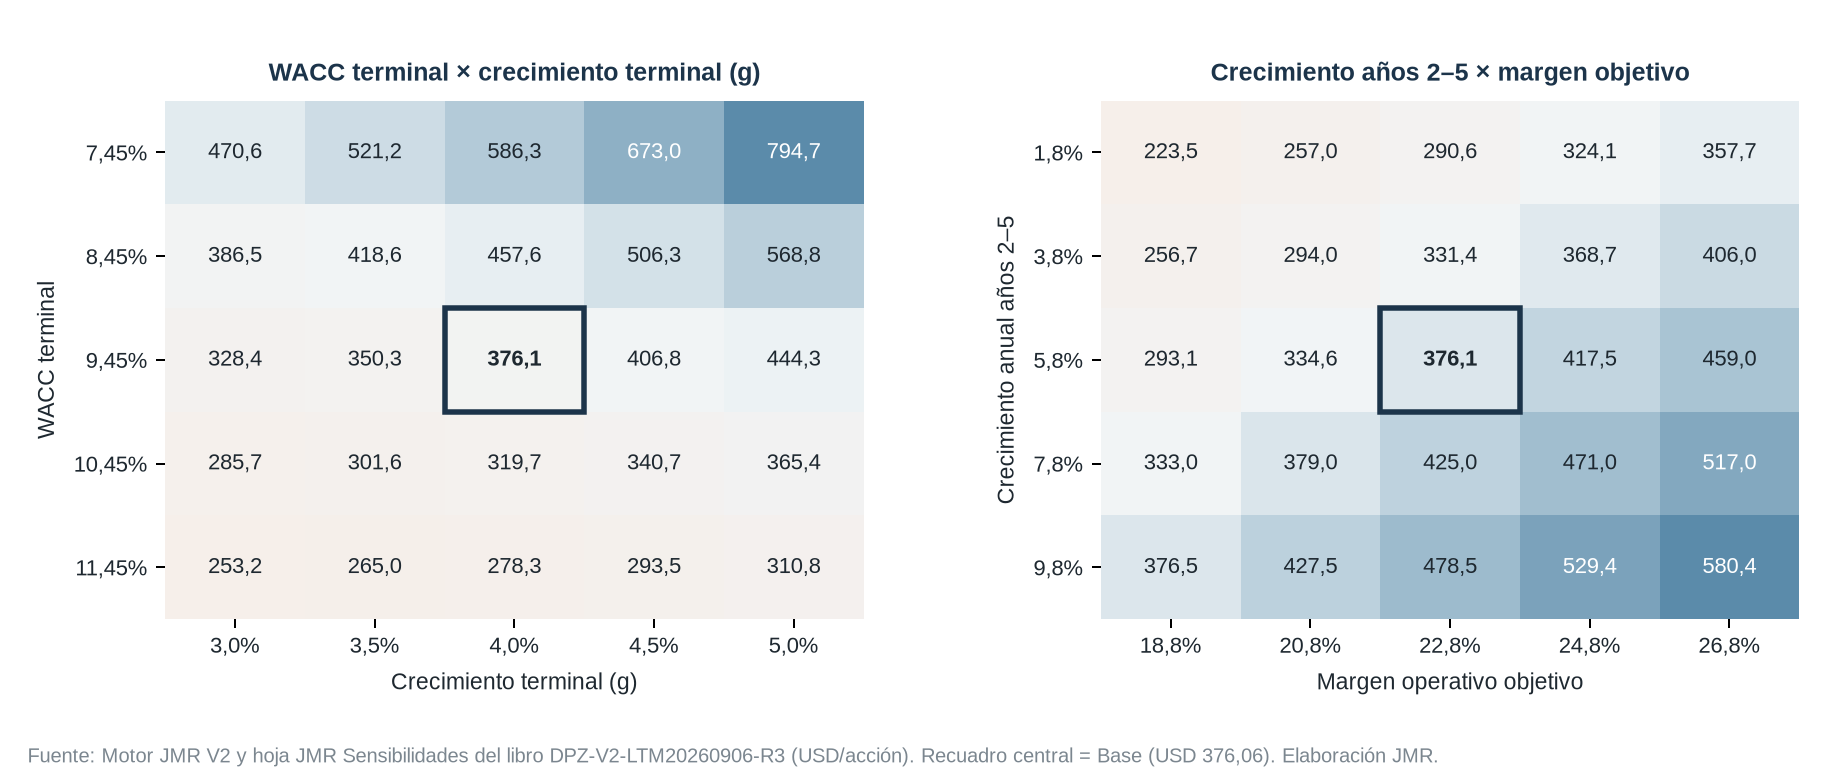 WACC terminal × crecimiento terminal (g)
WACC terminal
7,45% 470,6 521,2 586,3 673,0 794,7
8,45% 386,5 418,6 457,6 506,3 568,8
9,45% 328,4 350,3 376,1 406,8 444,3
10,45% 285,7 301,6 319,7 340,7 365,4
11,45% 253,2 265,0 278,3 293,5 310,8
3,0% 3,5% 4,0% 4,5% 5,0%
Crecimiento terminal (g)
Crecimiento años 2–5 × margen objetivo
Crecimiento anual años 2–5
1,8% 223,5 257,0 290,6 324,1 357,7
3,8% 256,7 294,0 331,4 368,7 406,0
5,8% 293,1 334,6 376,1 417,5 459,0
7,8% 333,0 379,0 425,0 471,0 517,0
9,8% 376,5 427,5 478,5 529,4 580,4
18,8% 20,8% 22,8% 24,8% 26,8%
Margen operativo objetivo
Fuente: Motor JMR V2 y hoja JMR Sensibilidades del libro DPZ-V2-LTM20260906-R3 (USD/acción). Recuadro central = Base (USD 376,06). Elaboración JMR.